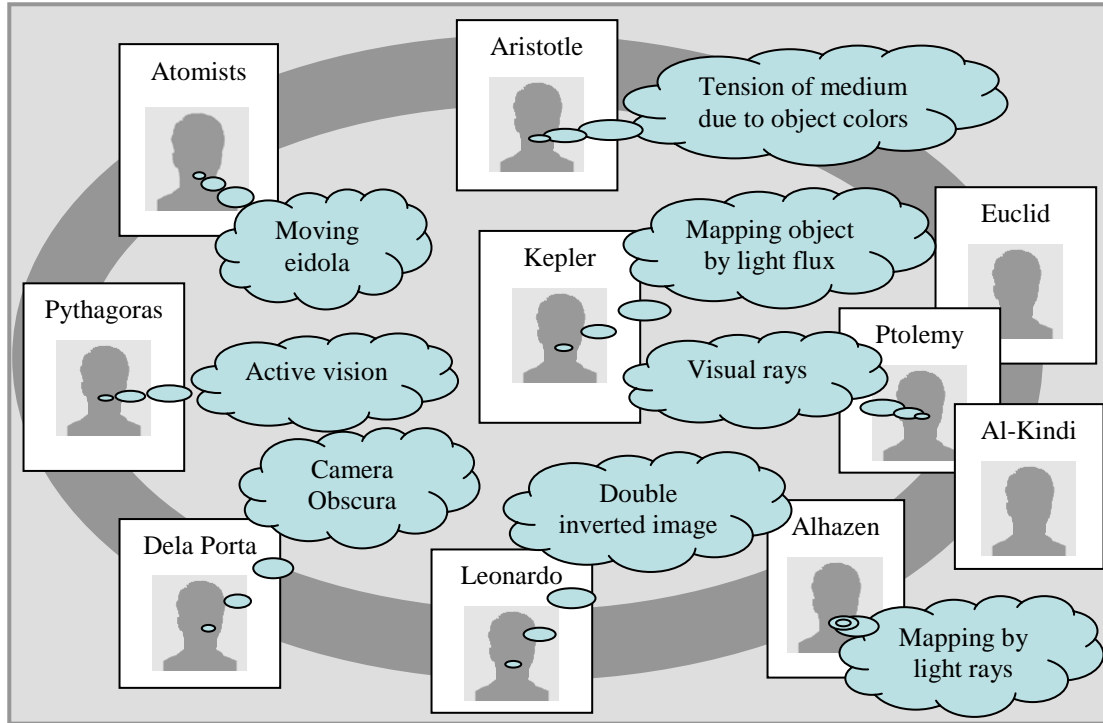 Aristotle
Atomists
Tension of medium
due to object colors
Moving
eidola
Mapping object
by light flux
Euclid
Kepler
Pythagoras
Ptolemy
Active vision
Visual rays
Al-Kindi
Camera
Obscura
Double
inverted image
Alhazen
Dela Porta
Leonardo
Mapping by
light rays